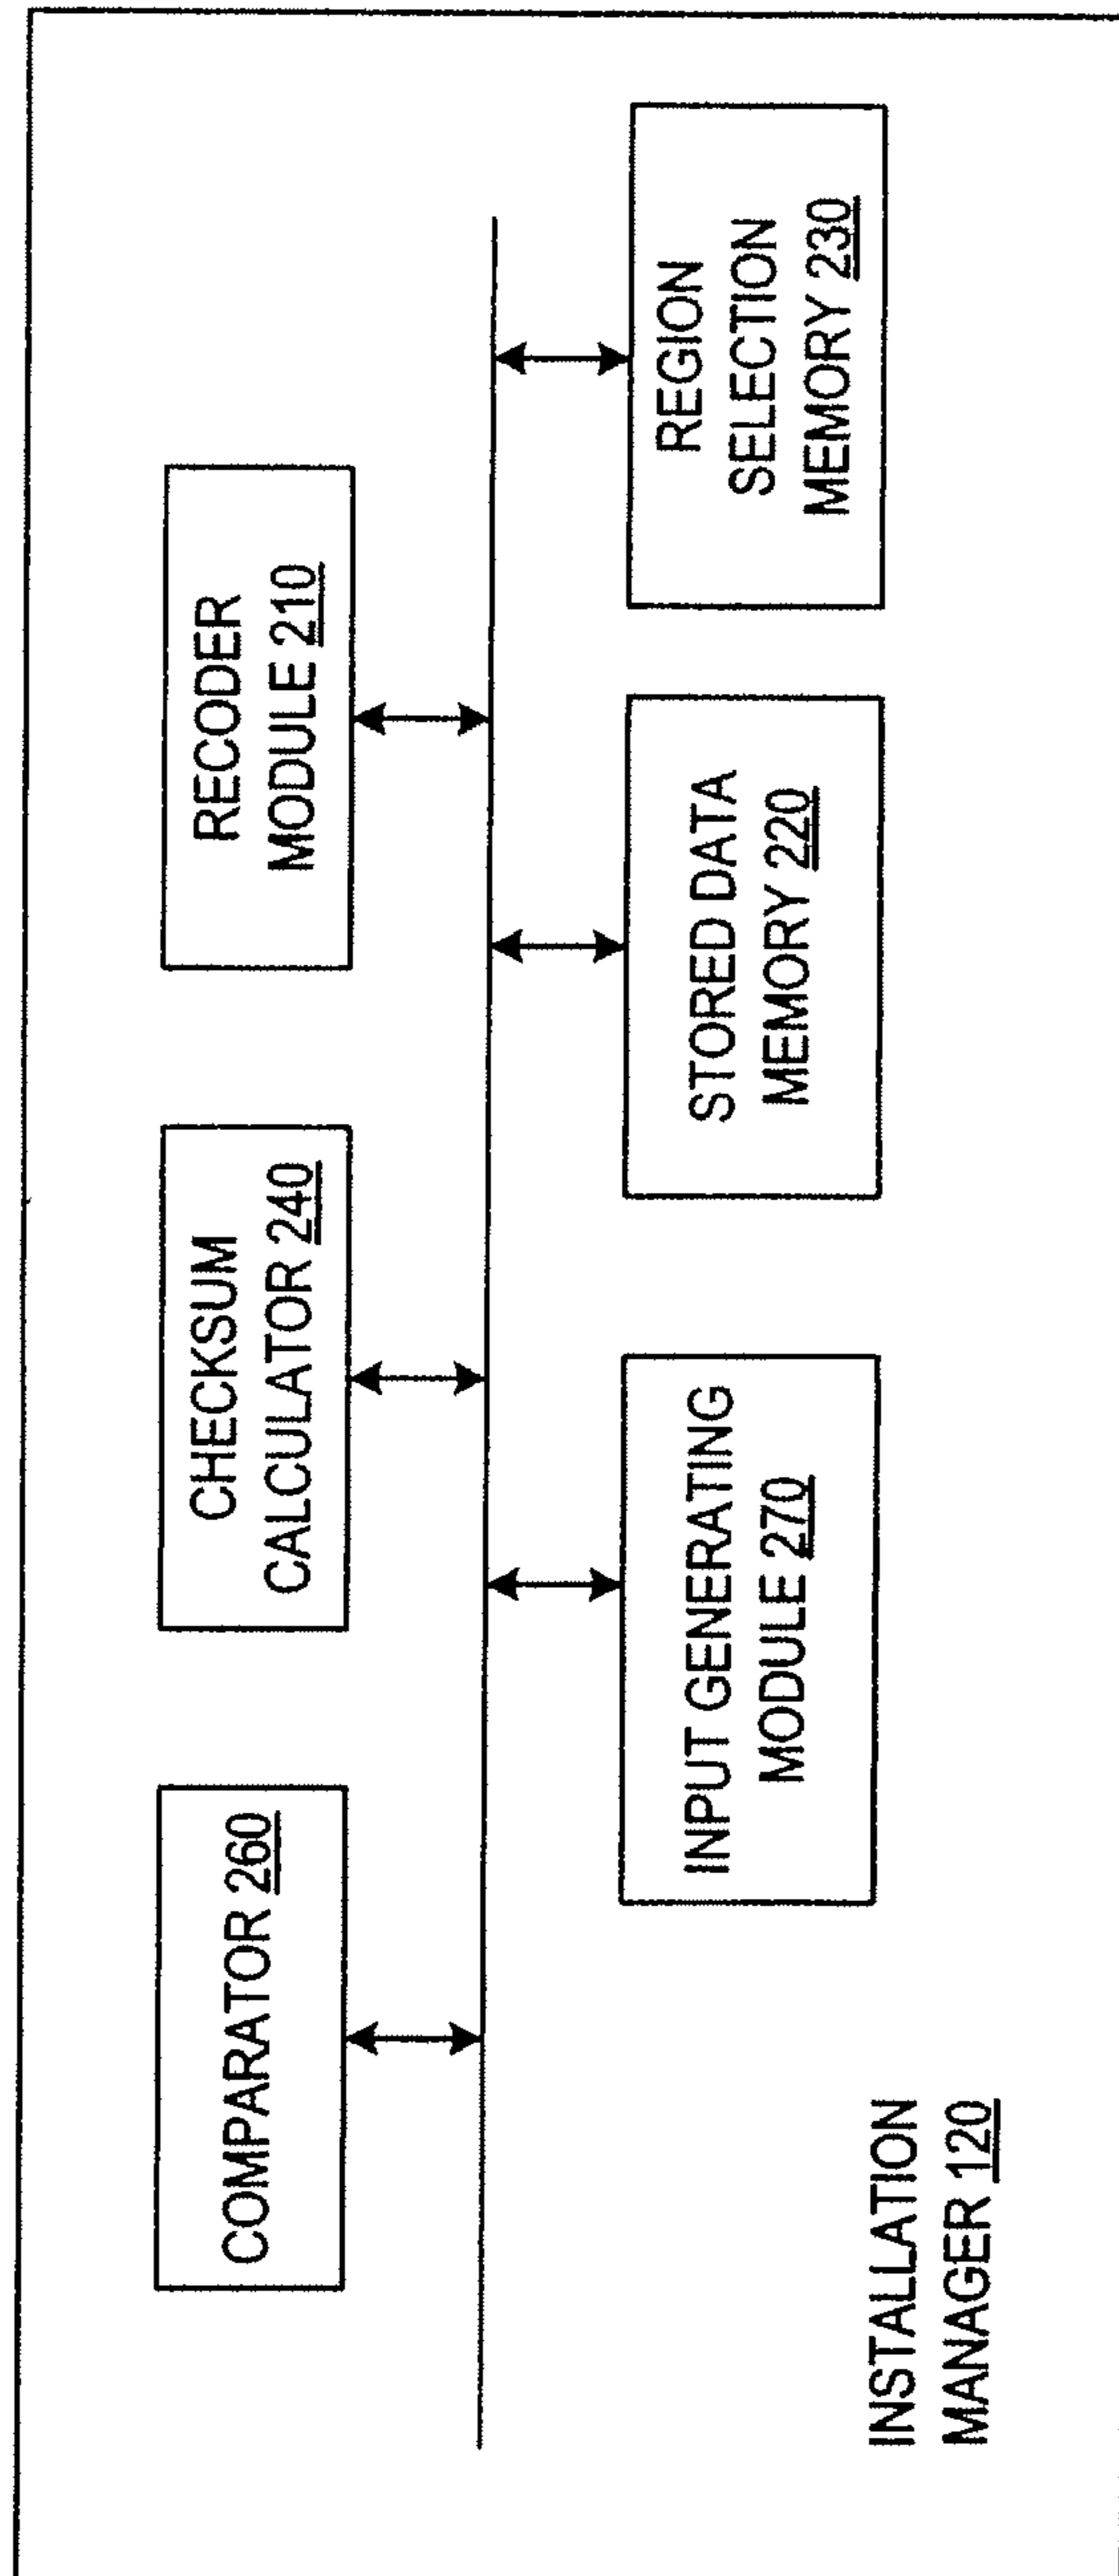 COMPARATOR 260
CHECKSUM
CALCULATOR 240
RECODER
MODULE 210
INPUT GENERATING
MODULE 270
STORED DATA
MEMORY 220
REGION
SELECTION
MEMORY 230
INSTALLATION
MANAGER 120